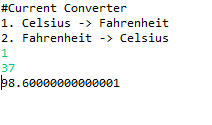 #Current Converter
1. Celsius -> Fahrenheit
2. Fahrenheit -> Celsius
1
37
98.60000000000001